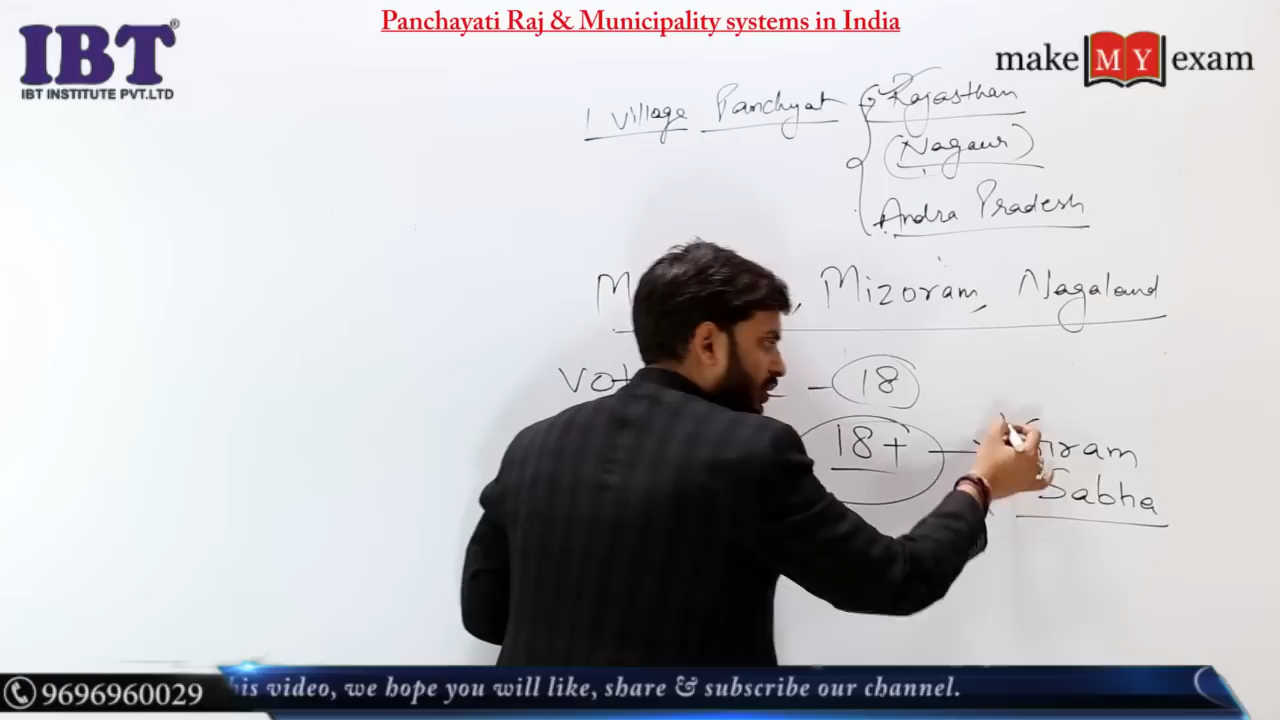 Panchayati Raj & Municipality systems in India
IBT®
IBT INSTITUTE PVT.LTD
make MY exam
1 Village Panchyat
Rajasthan
(Nagaur)
Andra Pradesh
M , Mizoram, Nagaland
Vot - 18
18+
Gram
Sabha
9696960029
his video, we hope you will like, share & subscribe our channel.